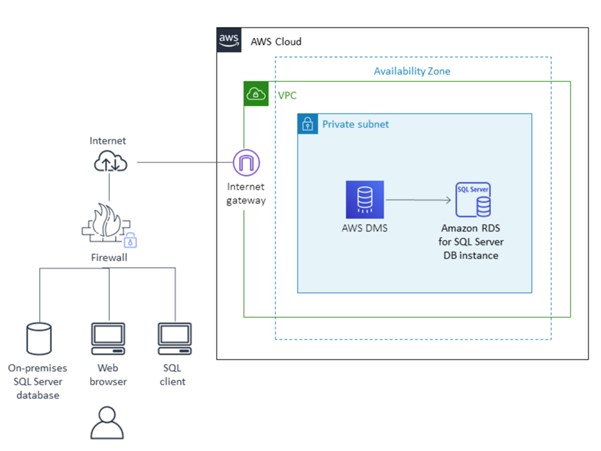 aws
AWS Cloud
Availability Zone
VPC
Private subnet
Internet
Internet
gateway
AWS DMS
SQL Server
Amazon RDS
for SQL Server
DB instance
Firewall
On-premises
SQL Server
database
Web
browser
SQL
client